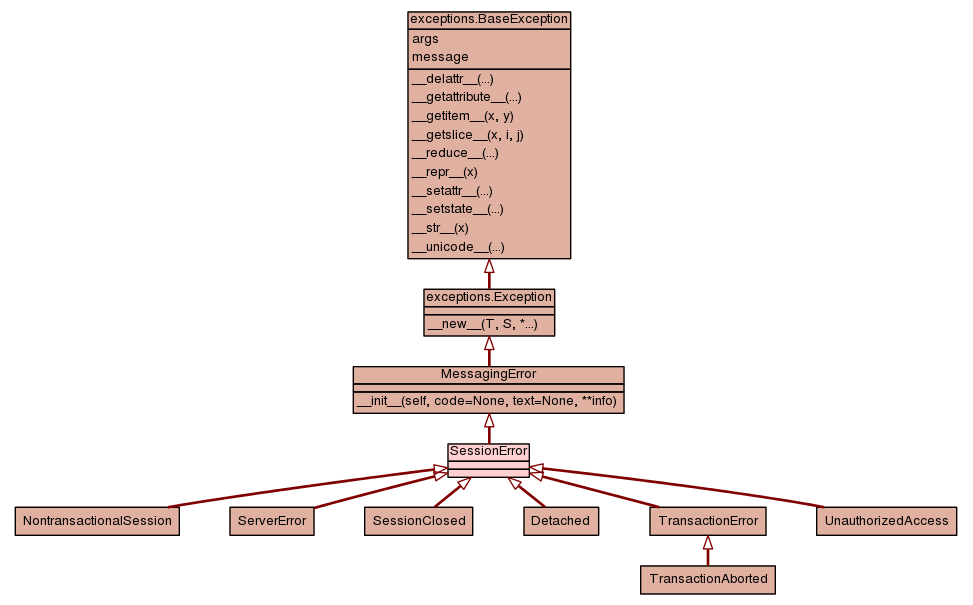 exceptions.BaseException
args
message
__delattr__(...)
__getattribute__(...)
__getitem__(x, y)
__getslice__(x, i, j)
__reduce__(...)
__repr__(x)
__setattr__(...)
__setstate__(...)
__str__(x)
__unicode__(...)
exceptions.Exception
__new__(T, S, *...)
MessagingError
__init__(self, code=None, text=None, **info)
SessionError
NontransactionalSession
ServerError
SessionClosed
Detached
TransactionError
UnauthorizedAccess
TransactionAborted